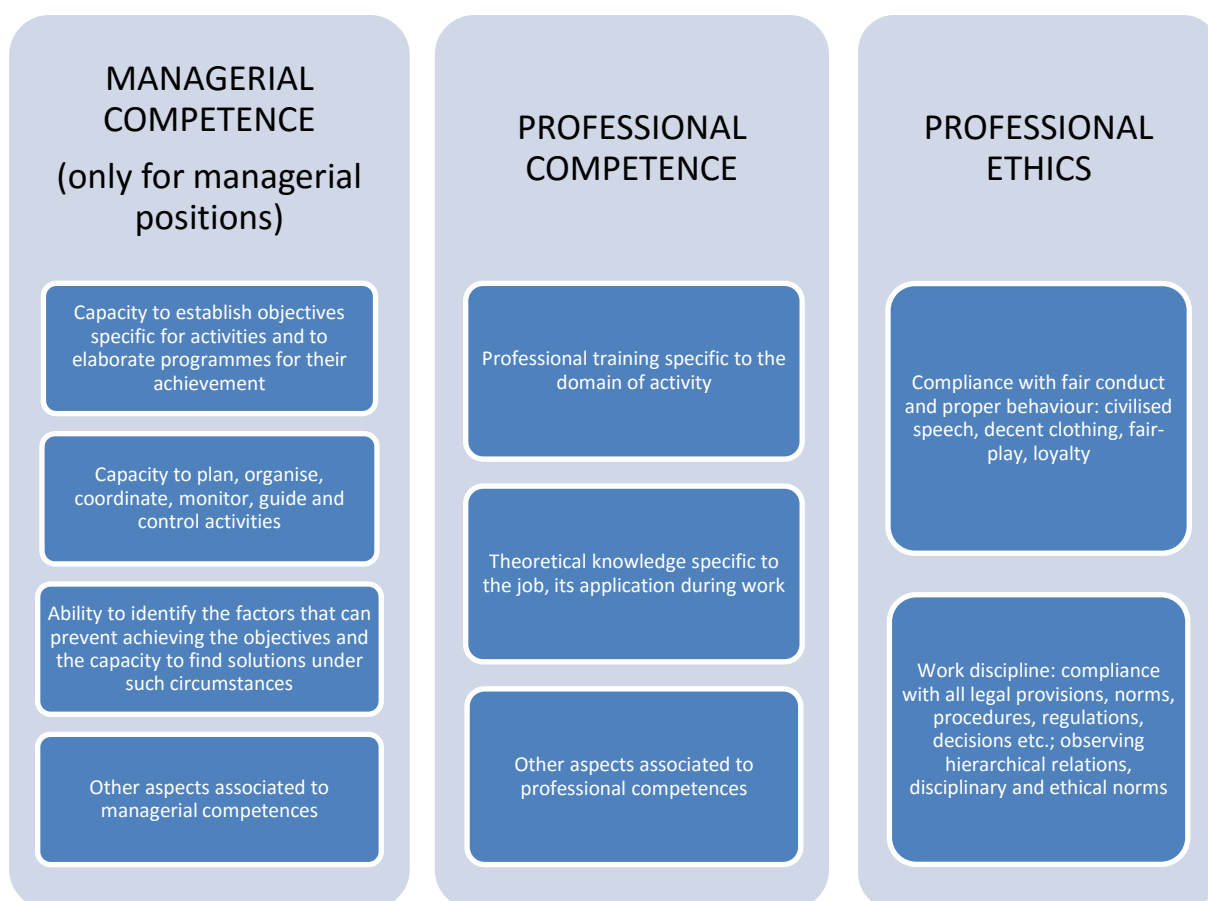 MANAGERIAL
COMPETENCE
(only for managerial
positions)
Capacity to establish objectives
specific for activities and to
elaborate programmes for their
achievement
Capacity to plan, organise,
coordinate, monitor, guide and
control activities
Ability to identify the factors that can
prevent achieving the objectives and
the capacity to find solutions under
such circumstances
Other aspects associated to
managerial competences
PROFESSIONAL
COMPETENCE
Professional training specific to the
domain of activity
Theoretical knowledge specific to
the job, its application during work
Other aspects associated to
professional competences
PROFESSIONAL
ETHICS
Compliance with fair conduct
and proper behaviour: civilised
speech, decent clothing, fair-
play, loyalty
Work discipline: compliance
with all legal provisions, norms,
procedures, regulations,
decisions etc.; observing
hierarchical relations,
disciplinary and ethical norms